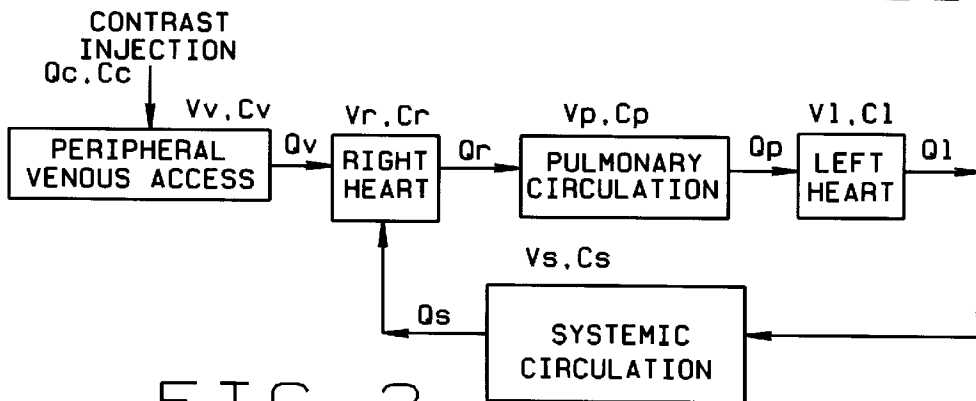 CONTRAST
INJECTION
Qc,Cc
Vv,Cv
PERIPHERAL
VENOUS ACCESS
Qv
Vr,Cr
RIGHT
HEART
Qr
Vp,Cp
PULMONARY
CIRCULATION
Qp
Vl,Cl
LEFT
HEART
Ql
Vs,Cs
SYSTEMIC
CIRCULATION
Qs